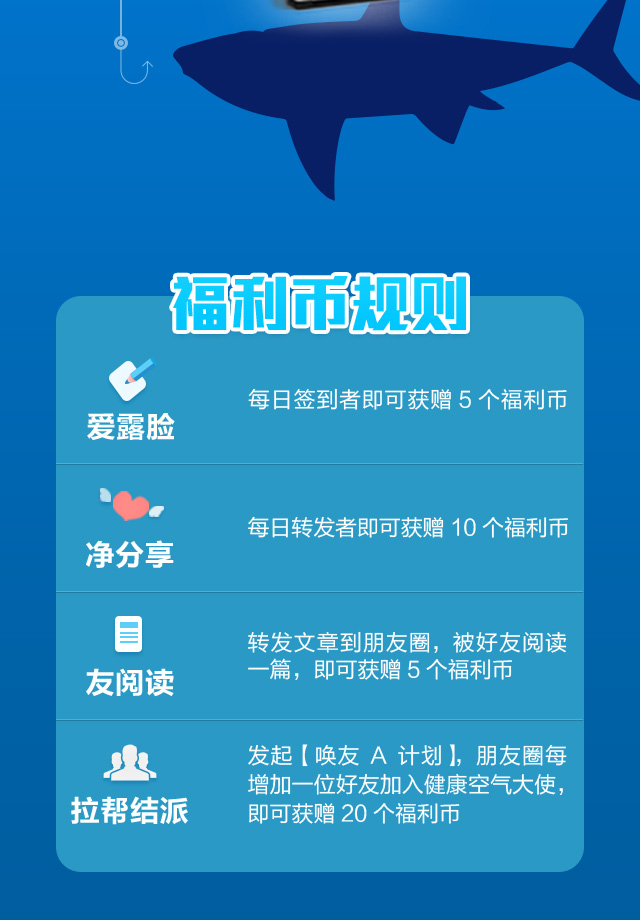 福利币规则
爱露脸
每日签到者即可获赠 5 个福利币
净分享
每日转发者即可获赠 10 个福利币
友阅读
转发文章到朋友圈，被好友阅读
一篇，即可获赠 5 个福利币
拉帮结派
发起【唤友 A 计划】，朋友圈每
增加一位好友加入健康空气大使，
即可获赠 20 个福利币